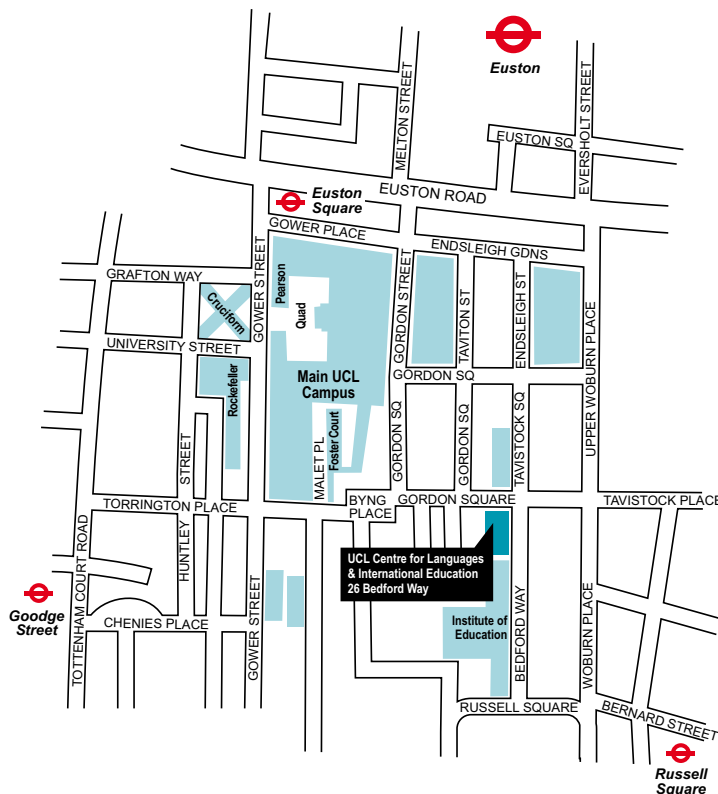 Euston
MELTON STREET
EVERSHOLT STREET
EUSTON SQ
EUSTON ROAD
Euston
Square
GOWER PLACE
ENDSLEIGH GDNS
GRAFTON WAY
GOWER STREET
Pearson
Quad
Cruciform
GORDON STREET
TAVITON ST
ENDSLEIGH ST
UPPER WOBURN PLACE
UNIVERSITY STREET
Rockefeller
Main UCL
Campus
GORDON SQ
Foster Court
MALET PL
GORDON SQ
GORDON SQ
TAVISTOCK SQ
HUNTLEY STREET
TORRINGTON PLACE
BYNG
PLACE
GORDON SQUARE
TAVISTOCK PLACE
TOTTENHAM COURT ROAD
UCL Centre for Languages
& International Education
26 Bedford Way
Goodge
Street
CHENIES PLACE
GOWER STREET
Institute of
Education
BEDFORD WAY
WOBURN PLACE
RUSSELL SQUARE
BERNARD STREET
Russell
Square